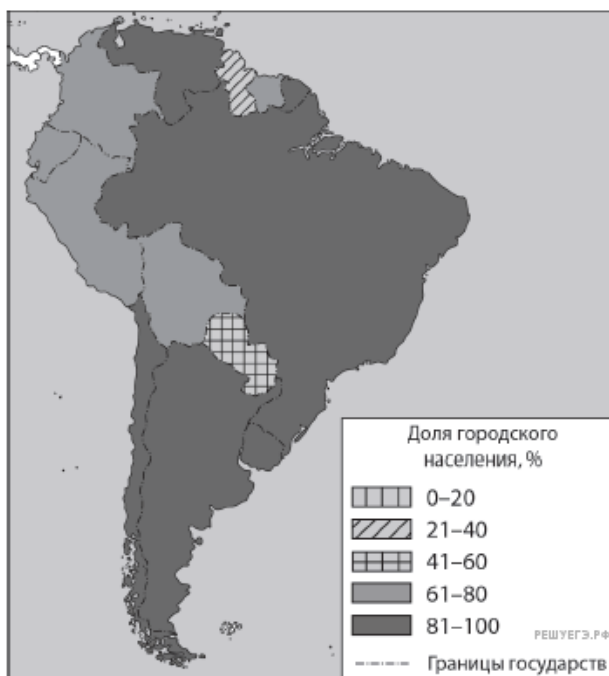 Доля городского
населения, %
0–20
21–40
41–60
61–80
81–100
РЕШУЕГЭ.РФ
Границы государств